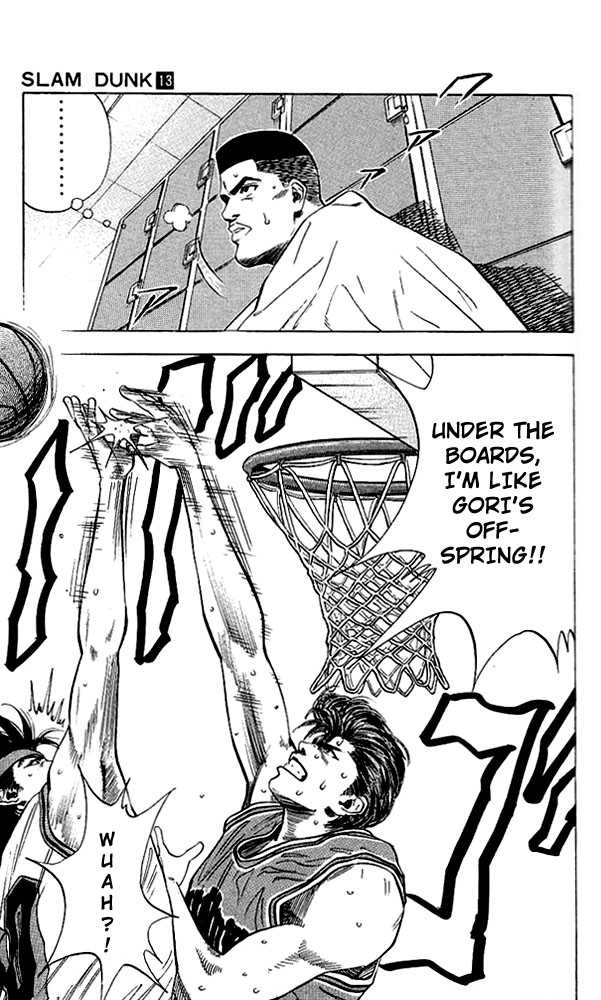 SLAM DUNK 13
UNDER THE
BOARDS,
I'M LIKE
GORI'S
OFF-
SPRING!!
WUAH?!